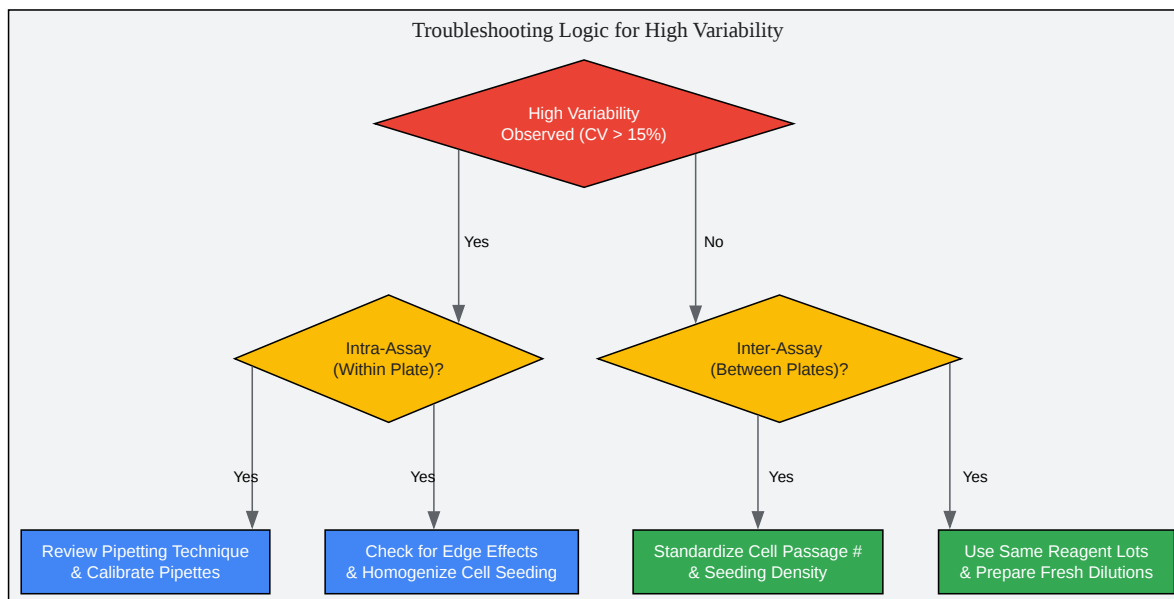 Troubleshooting Logic for High Variability
High Variability
Observed (CV > 15%)
Yes
No
Intra-Assay
(Within Plate)?
Inter-Assay
(Between Plates)?
Yes
Yes
Yes
Yes
Review Pipetting Technique
& Calibrate Pipettes
Check for Edge Effects
& Homogenize Cell Seeding
Standardize Cell Passage #
& Seeding Density
Use Same Reagent Lots
& Prepare Fresh Dilutions